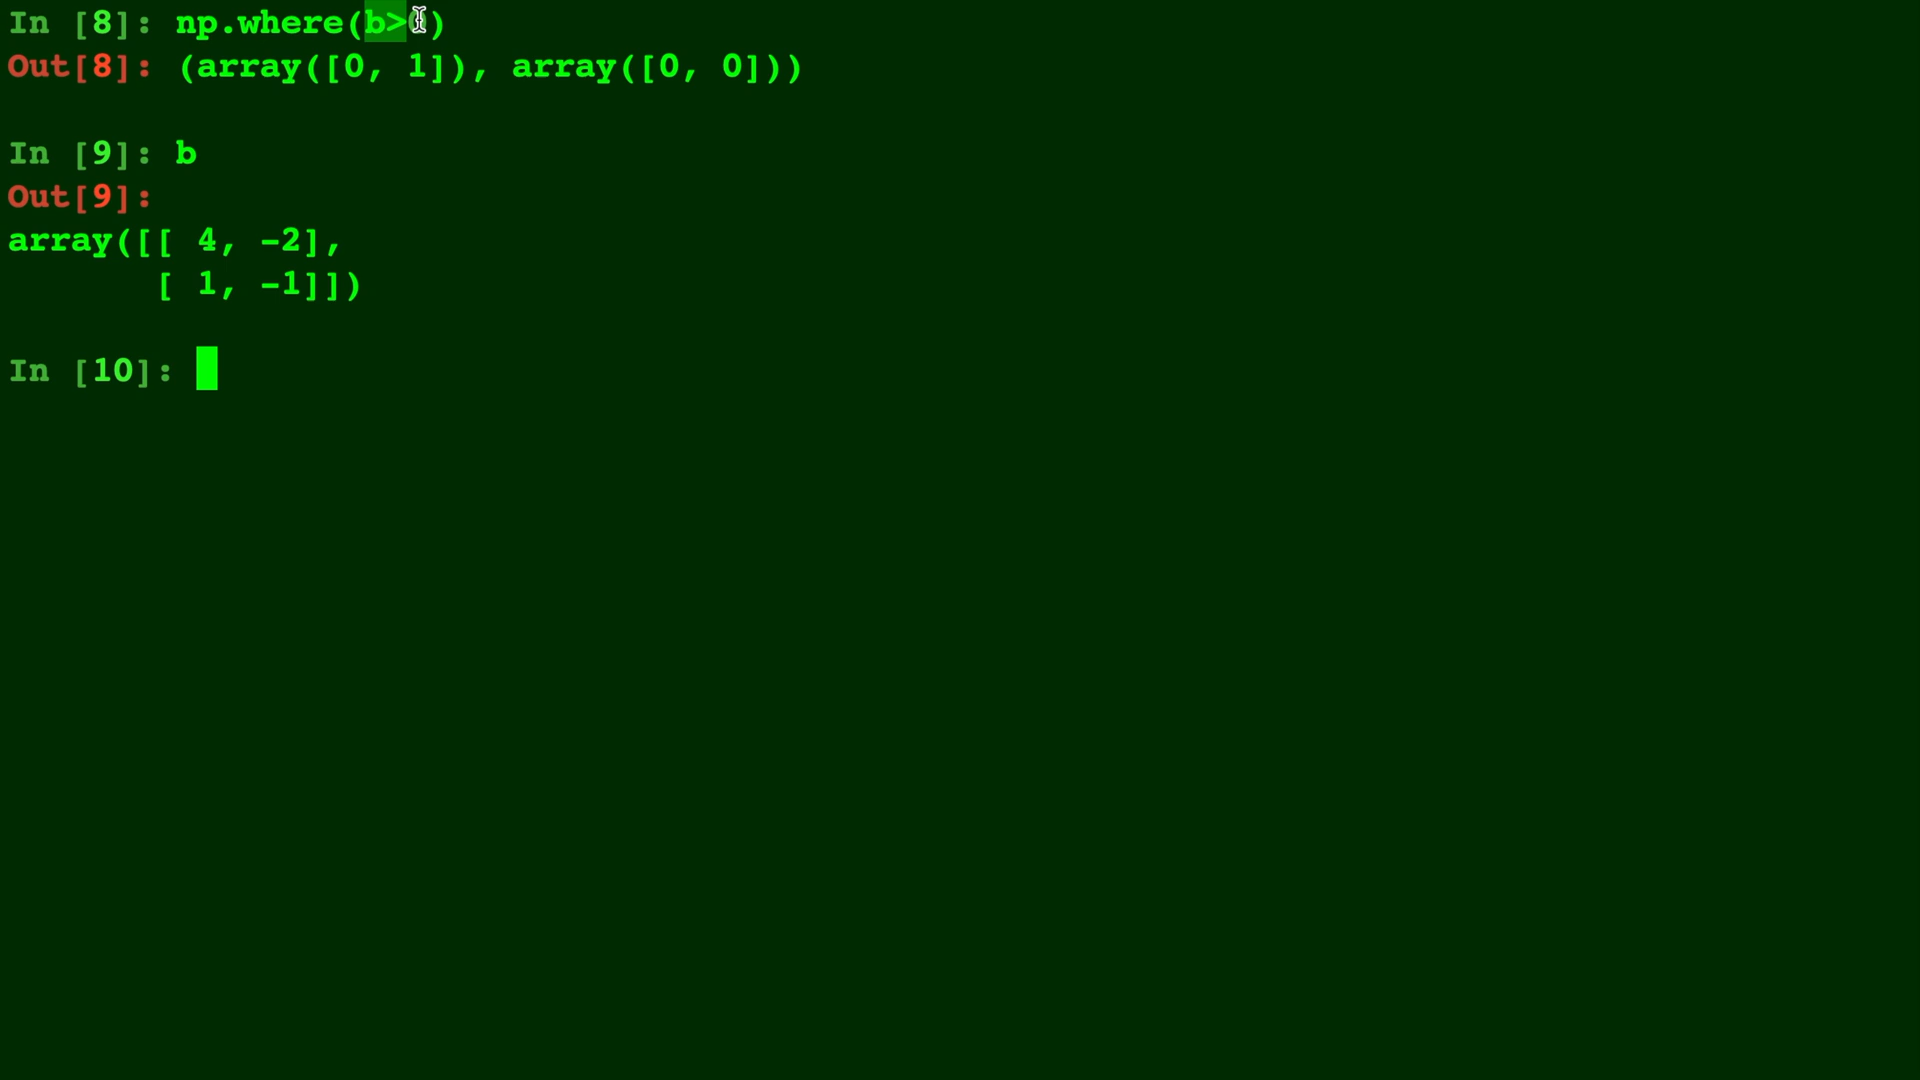 In [8]: np.where(b>0)
Out[8]: (array([0, 1]), array([0, 0]))
In [9]: b
Out[9]:
array([[ 4, -2],
       [ 1, -1]])
In [10]: